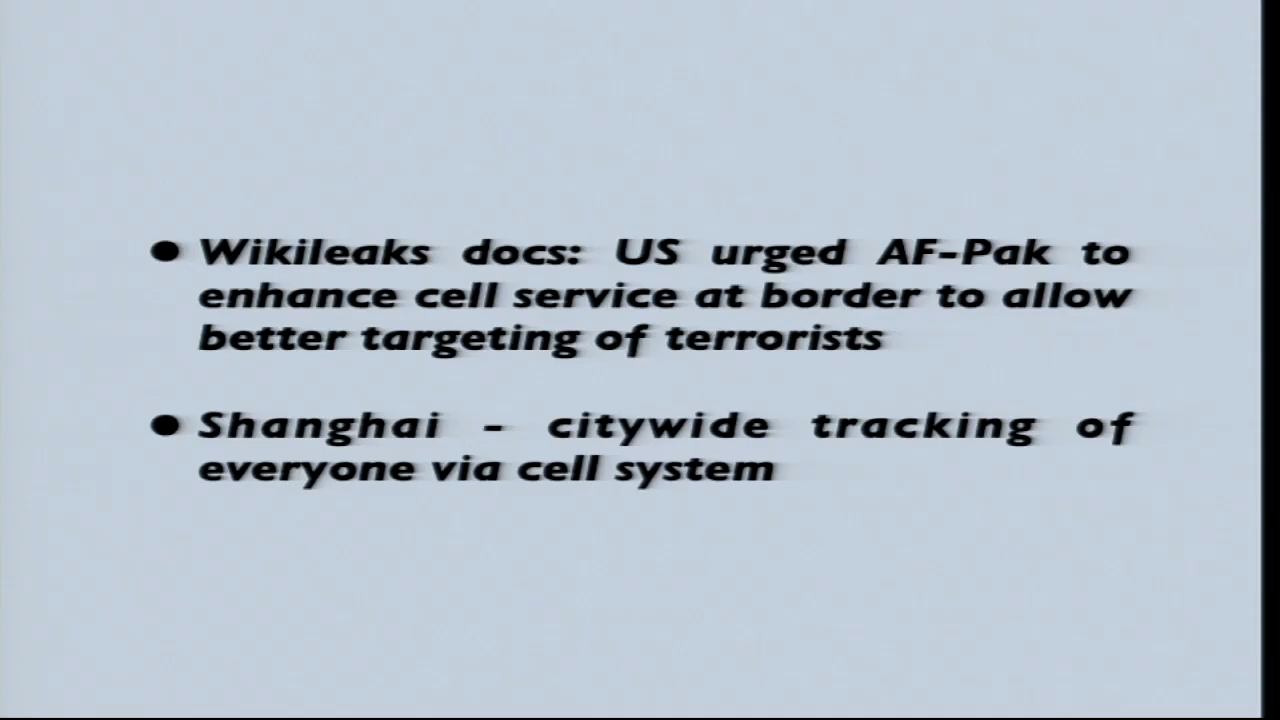 ● Wikileaks docs: US urged AF-Pak to
enhance cell service at border to allow
better targeting of terrorists
● Shanghai - citywide tracking of
everyone via cell system